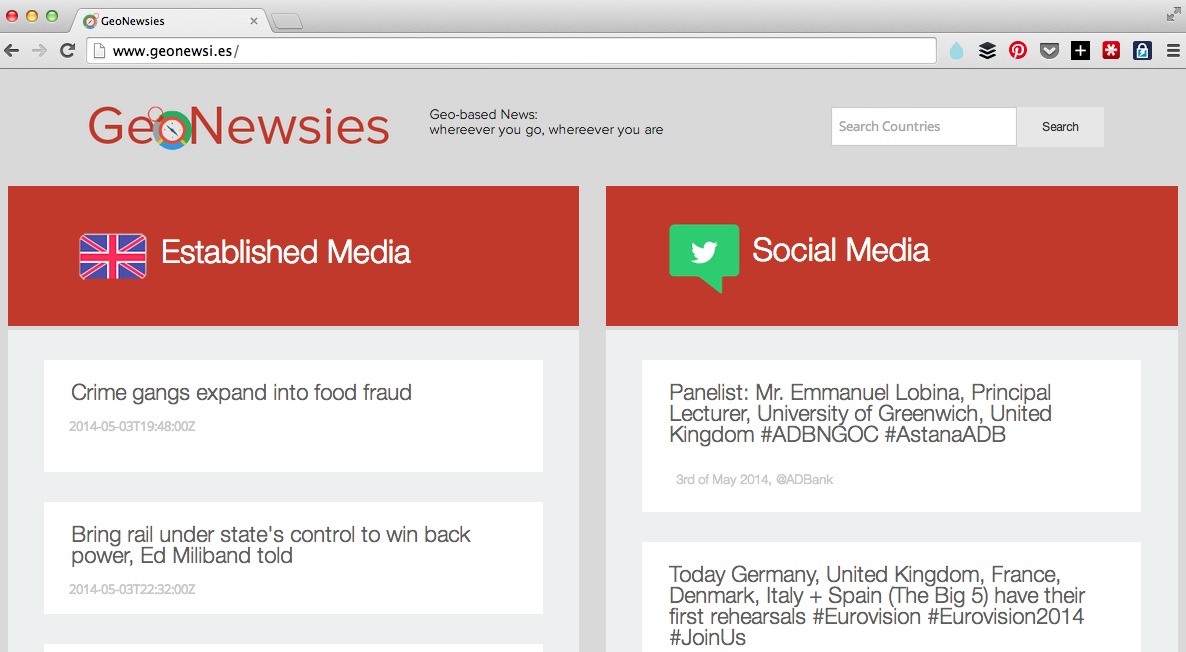 GeoNewsies
www.geonewsi.es/
GeoNewsies
Geo-based News:
whereever you go, whereever you are
Search Countries
Search
Established Media
Crime gangs expand into food fraud
2014-05-03T19:48:00Z
Bring rail under state's control to win back
power, Ed Miliband told
2014-05-03T22:32:00Z
Social Media
Panelist: Mr. Emmanuel Lobina, Principal
Lecturer, University of Greenwich, United
Kingdom #ADBNGOC #AstanaADB
3rd of May 2014, @ADBank
Today Germany, United Kingdom, France,
Denmark, Italy + Spain (The Big 5) have their
first rehearsals #Eurovision #Eurovision2014
#JoinUs